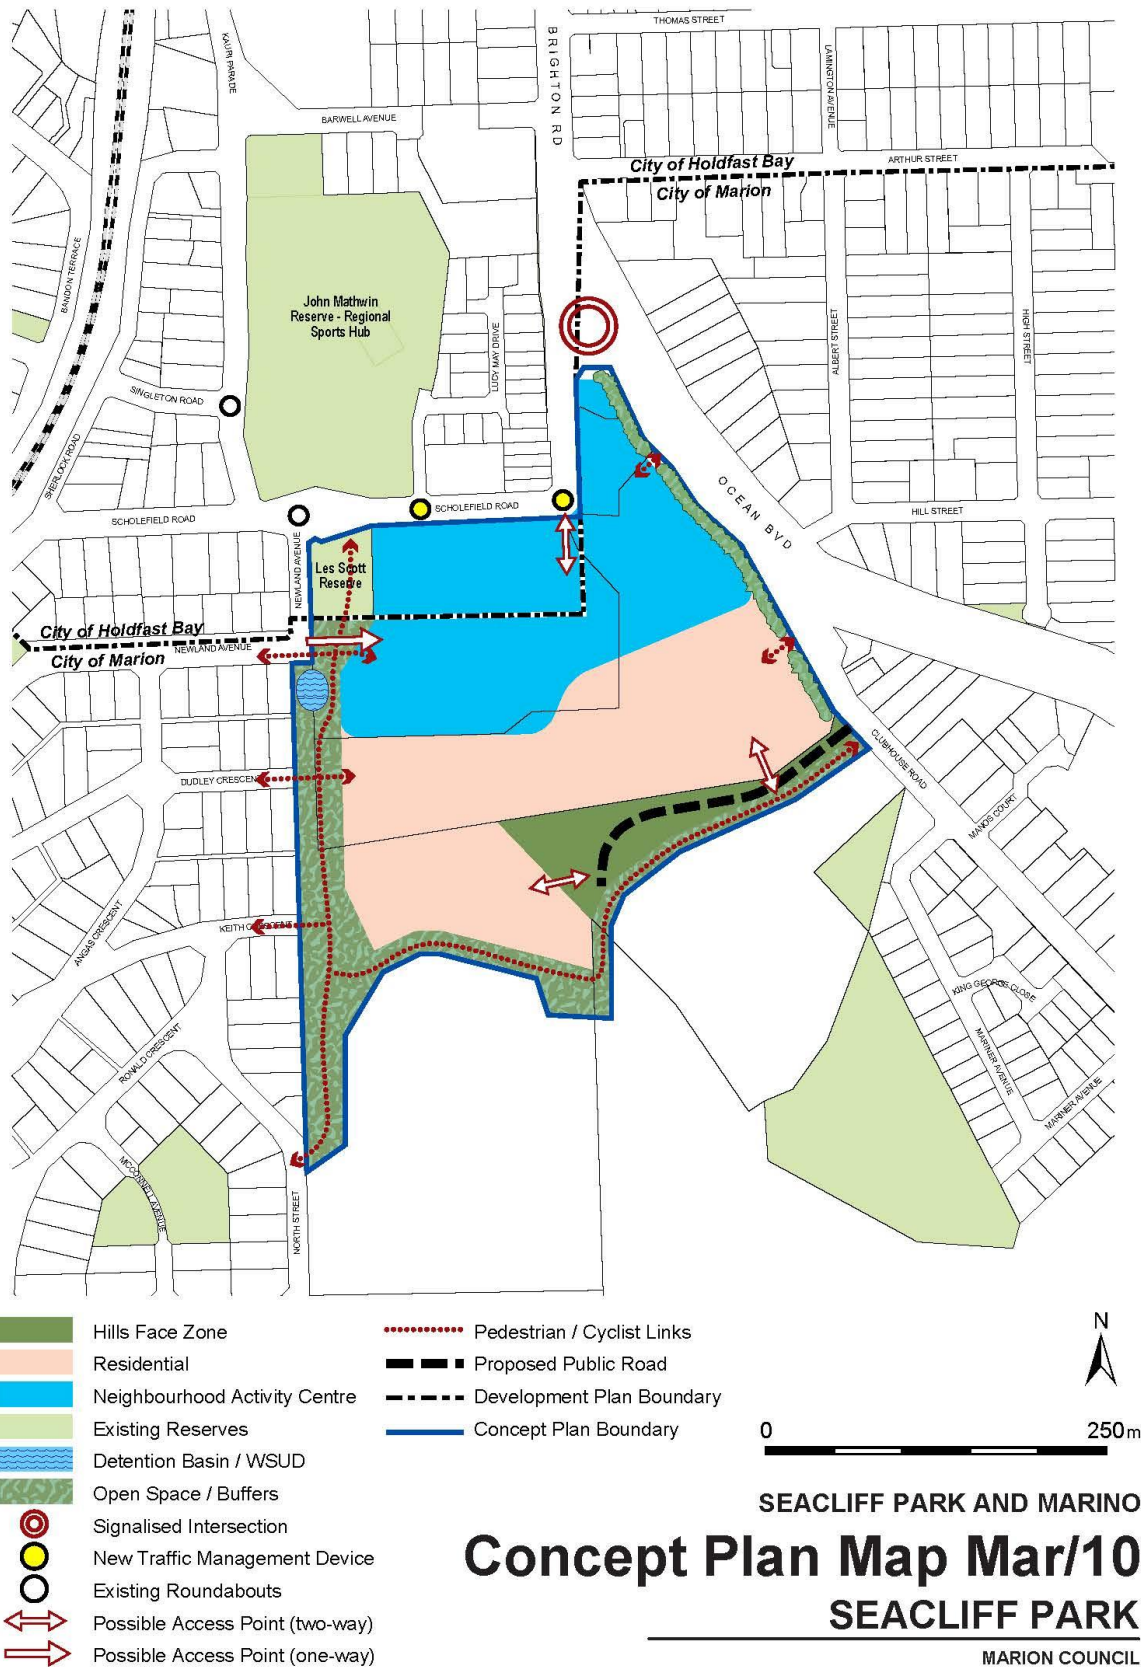 THOMAS STREET
KAURI PARADE
BRIGHTON RD
LAMINGTON AVENUE
BARWELL AVENUE
City of Holdfast Bay
ARTHUR STREET
City of Marion
BANDON TERRACE
John Mathwin
Reserve - Regional
Sports Hub
LUCY MAY DRIVE
ALBERT STREET
HIGH STREET
SINGLETON ROAD
SHERLOCK ROAD
SCHOLEFIELD ROAD
SCHOLEFIELD ROAD
OCEAN BVD
HILL STREET
NEWLAND AVENUE
Les Scott
Reserve
City of Holdfast Bay
NEWLAND AVENUE
City of Marion
CLUBHOUSE ROAD
DUDLEY CRESCENT
MANOS COURT
ANGAS CRESCENT
KEITH CRESCENT
KING GEORGE CLOSE
RONALD CRESCENT
MARINER AVENUE
MARINER AVENUE
MCCONNELL AVENUE
NORTH STREET
Hills Face Zone
Residential
Neighbourhood Activity Centre
Existing Reserves
Detention Basin / WSUD
Open Space / Buffers
Signalised Intersection
New Traffic Management Device
Existing Roundabouts
Possible Access Point (two-way)
Possible Access Point (one-way)
Pedestrian / Cyclist Links
Proposed Public Road
Development Plan Boundary
Concept Plan Boundary
N
0 250m
SEACLIFF PARK AND MARINO
Concept Plan Map Mar/10
SEACLIFF PARK
MARION COUNCIL